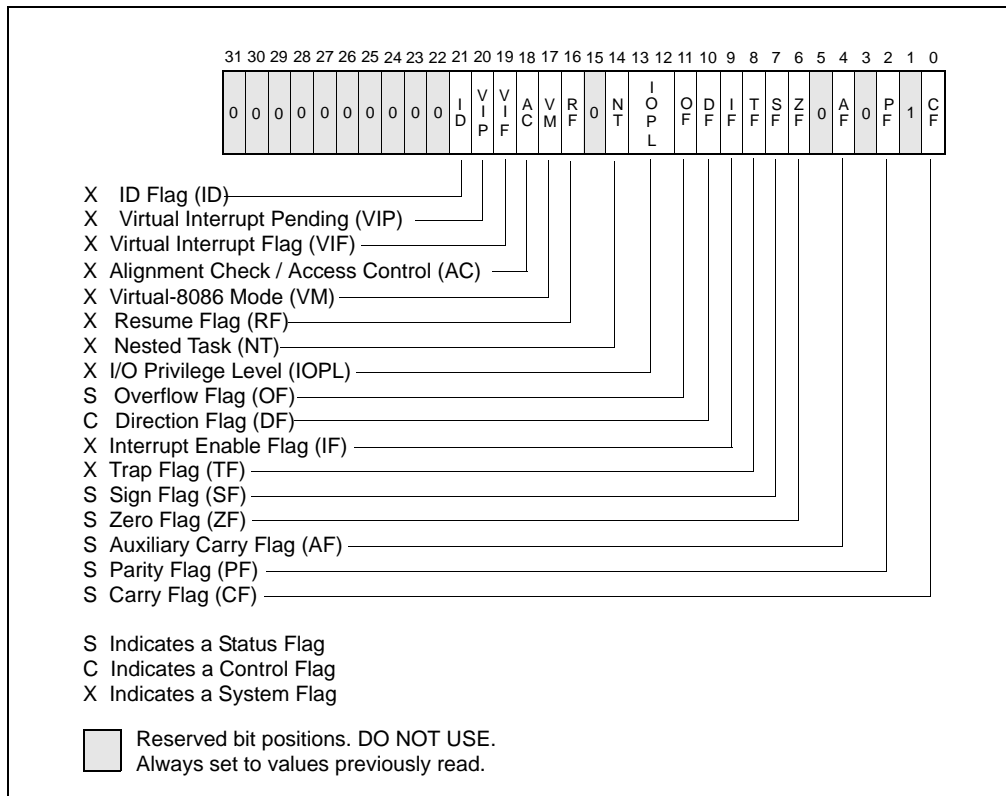 31 30 29 28 27 26 25 24 23 22 21 20 19 18 17 16 15 14 13 12 11 10 9 8 7 6 5 4 3 2 1 0
0 0 0 0 0 0 0 0 0 0 ID VIP VIF AC VM RF 0 NT IOPL OF DF IF TF SF ZF 0 AF 0 PF 1 CF
X ID Flag (ID)
X Virtual Interrupt Pending (VIP)
X Virtual Interrupt Flag (VIF)
X Alignment Check / Access Control (AC)
X Virtual-8086 Mode (VM)
X Resume Flag (RF)
X Nested Task (NT)
X I/O Privilege Level (IOPL)
S Overflow Flag (OF)
C Direction Flag (DF)
X Interrupt Enable Flag (IF)
X Trap Flag (TF)
S Sign Flag (SF)
S Zero Flag (ZF)
S Auxiliary Carry Flag (AF)
S Parity Flag (PF)
S Carry Flag (CF)
S Indicates a Status Flag
C Indicates a Control Flag
X Indicates a System Flag
Reserved bit positions. DO NOT USE.
Always set to values previously read.